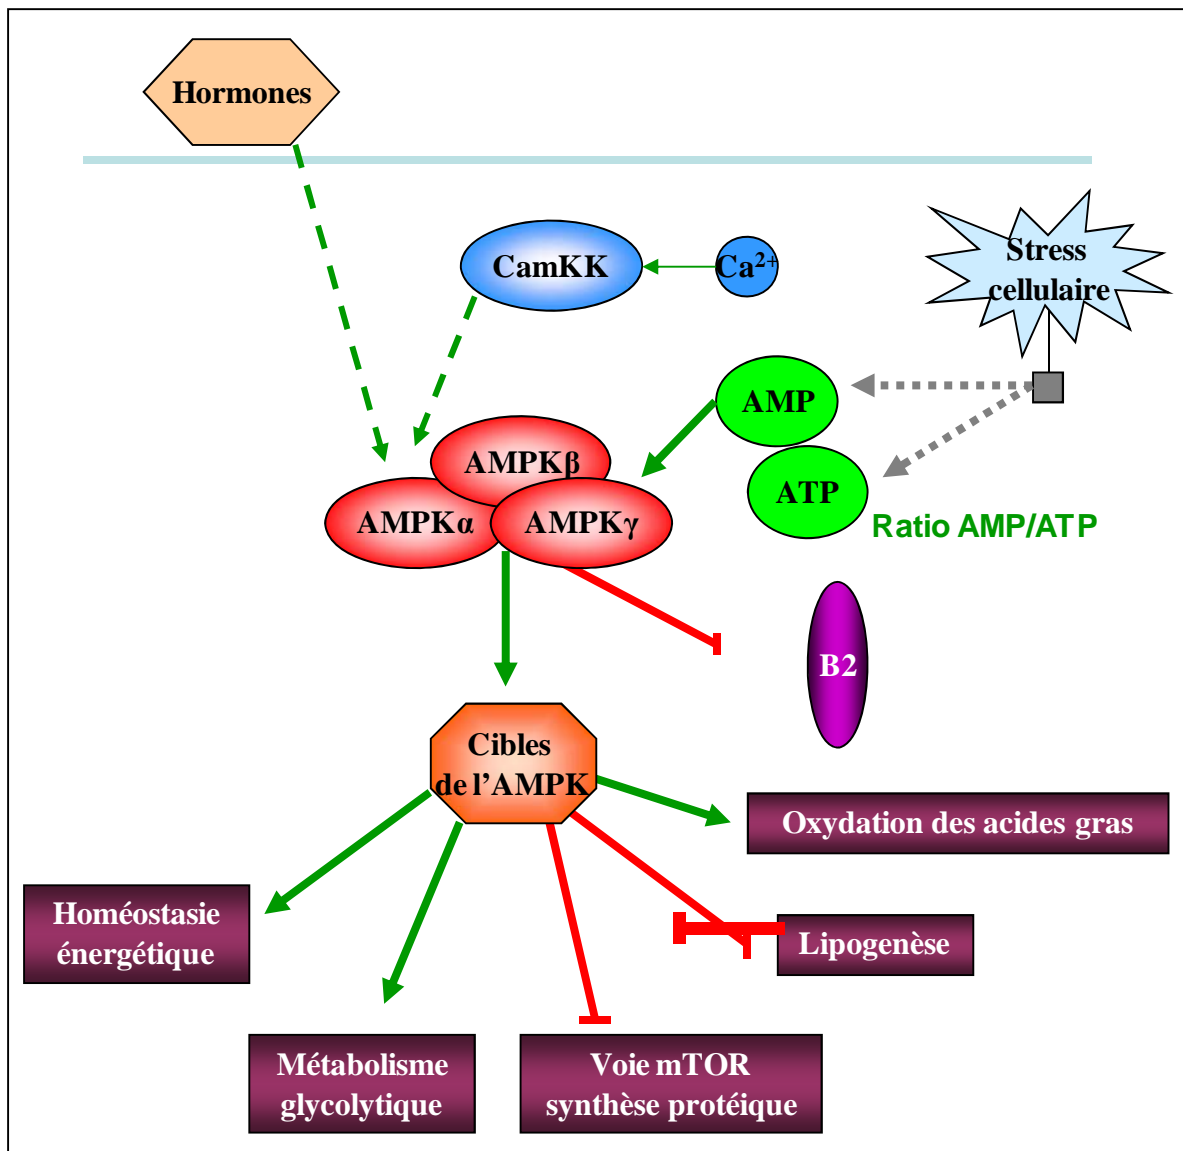 Hormones
CamKK
Ca²⁺
Stress
cellulaire
AMP
ATP
Ratio AMP/ATP
AMPKβ
AMPKα
AMPKγ
B2
Cibles
de l’AMPK
Oxydation des acides gras
Homéostasie
énergétique
Lipogenèse
Métabolisme
glycolytique
Voie mTOR
synthèse protéique